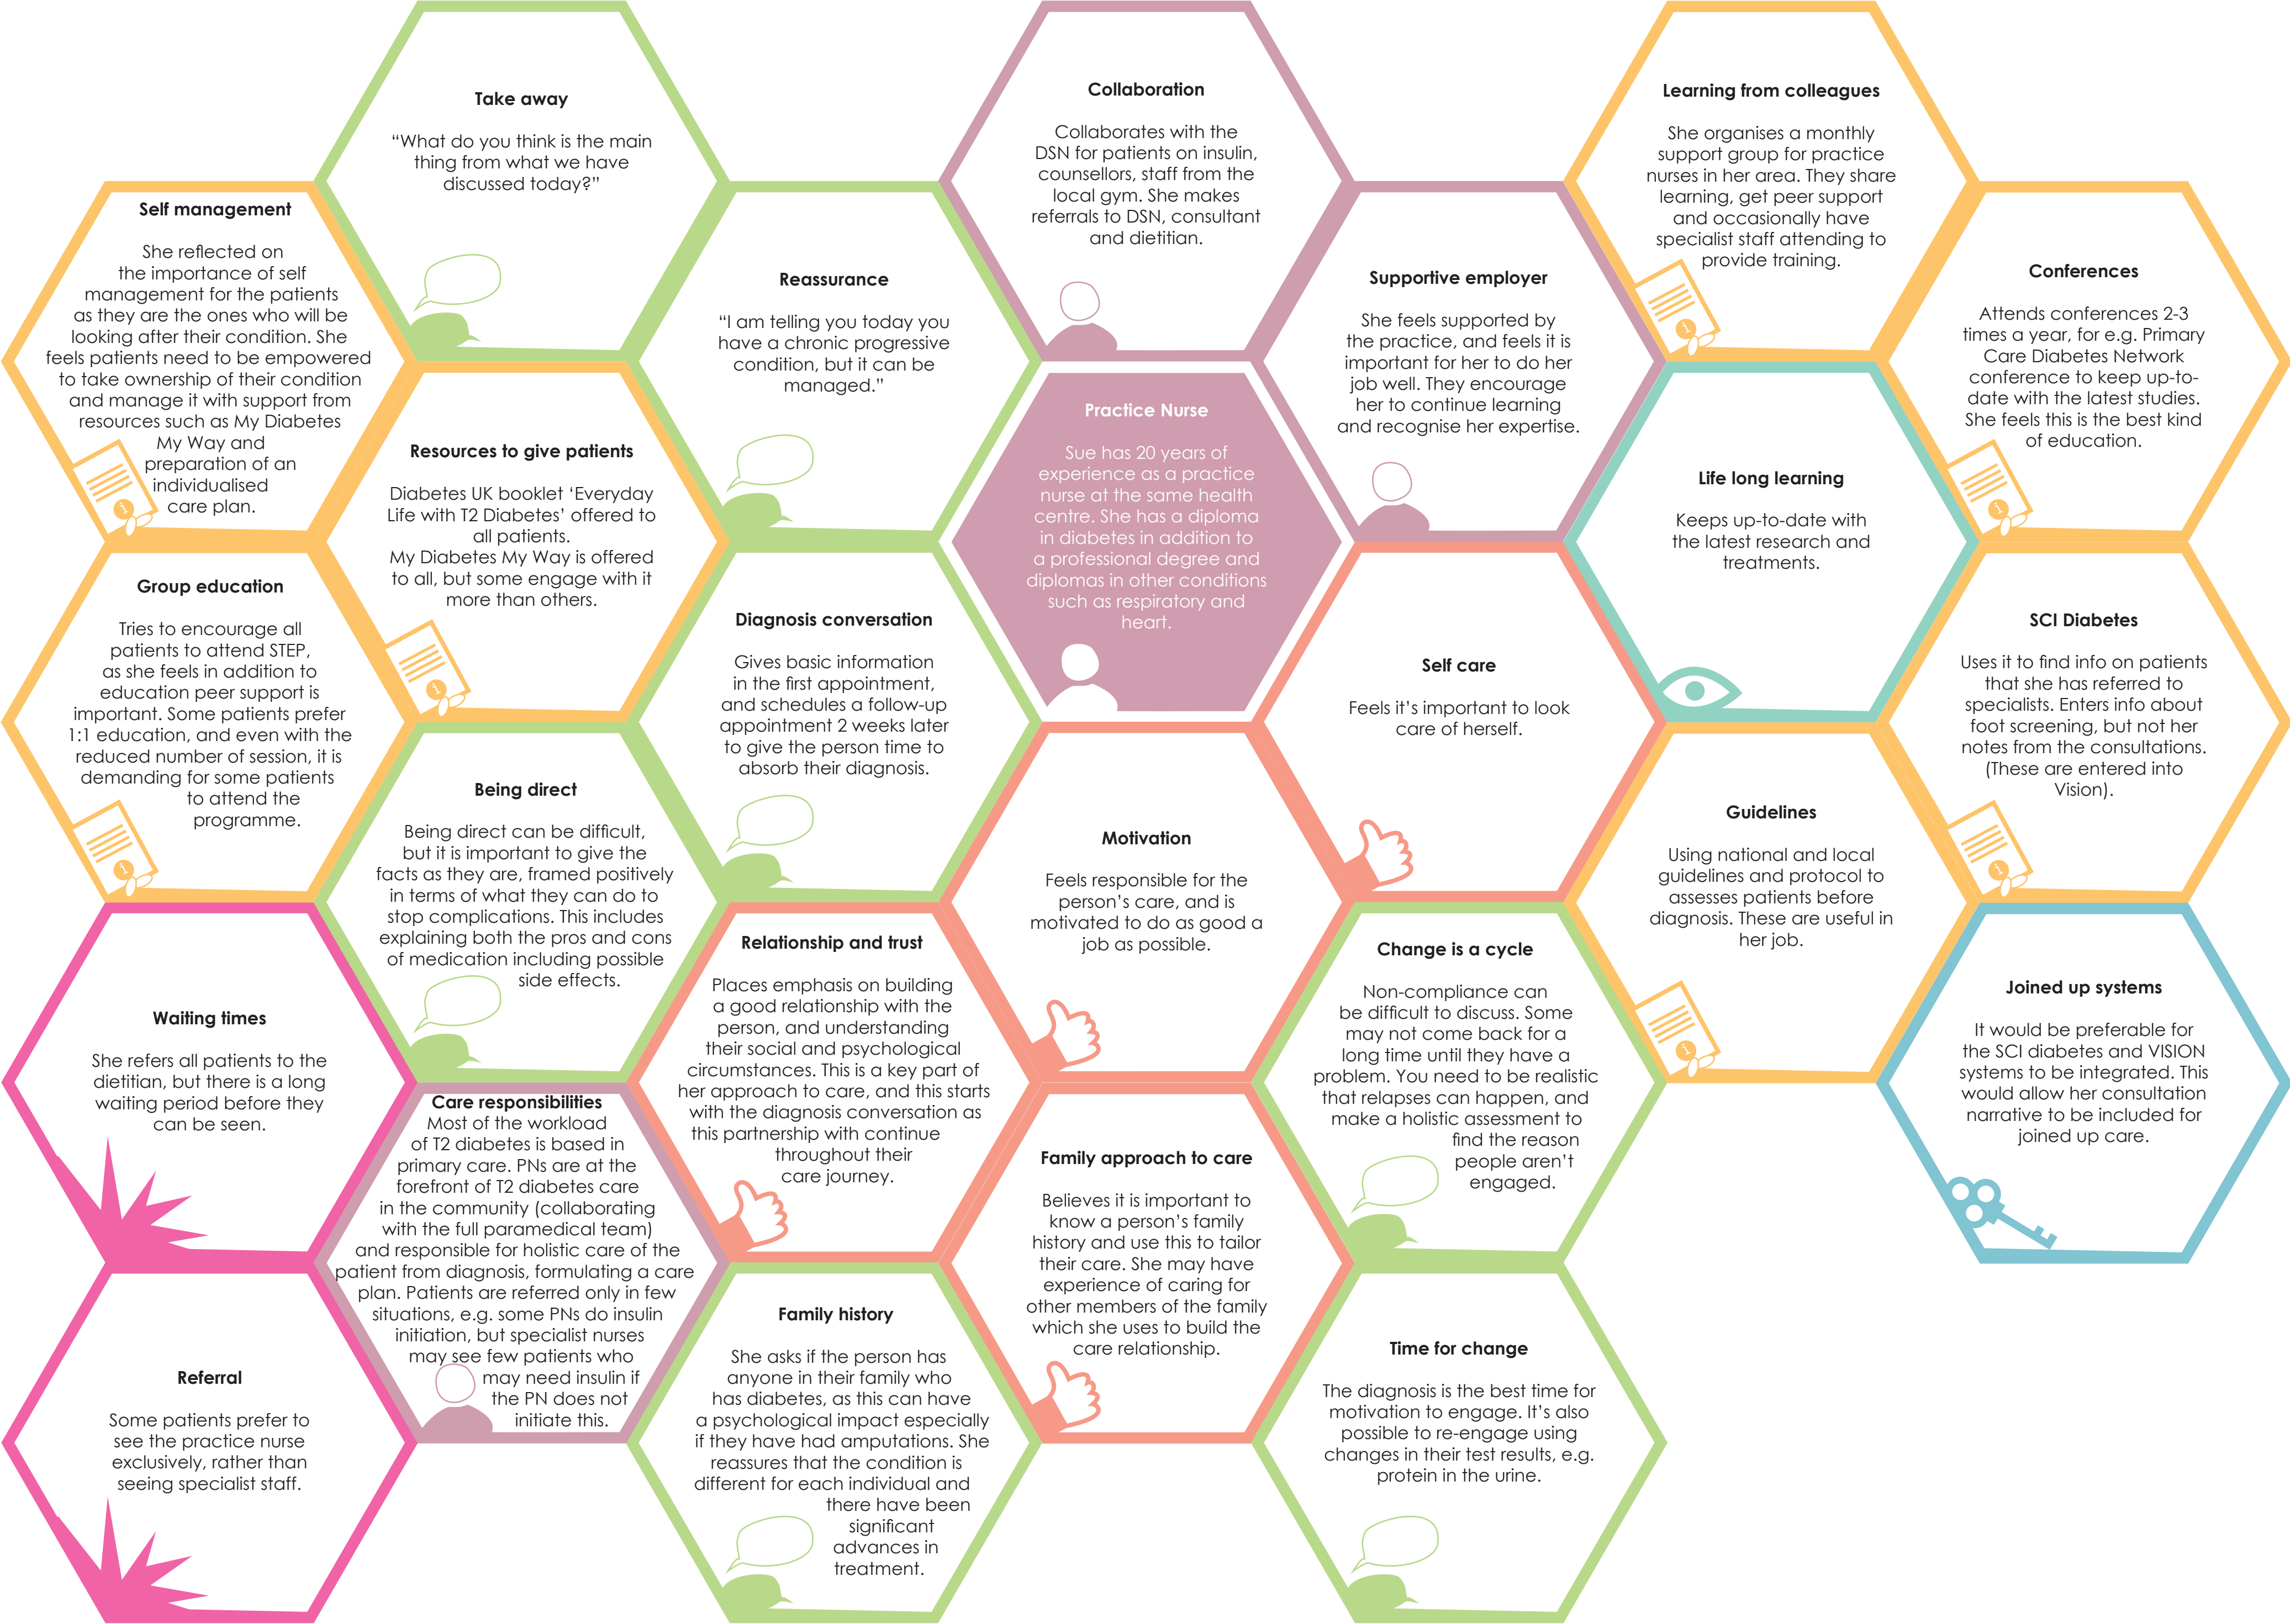 Take away
“What do you think is the main
thing from what we have
discussed today?”
Collaboration
Collaborates with the
DSN for patients on insulin,
counsellors, staff from the
local gym. She makes
referrals to DSN, consultant
and dietitian.
Learning from colleagues
She organises a monthly
support group for practice
nurses in her area. They share
learning, get peer support
and occasionally have
specialist staff attending to
provide training.
Self management
She reflected on
the importance of self
management for the patients
as they are the ones who will be
looking after their condition. She
feels patients need to be empowered
to take ownership of their condition
and manage it with support from
resources such as My Diabetes
My Way and
preparation of an
individualised
care plan.
Reassurance
“I am telling you today you
have a chronic progressive
condition, but it can be
managed.”
Supportive employer
She feels supported by
the practice, and feels it is
important for her to do her
job well. They encourage
her to continue learning
and recognise her expertise.
Conferences
Attends conferences 2-3
times a year, for e.g. Primary
Care Diabetes Network
conference to keep up-to-
date with the latest studies.
She feels this is the best kind
of education.
Resources to give patients
Diabetes UK booklet ‘Everyday
Life with T2 Diabetes’ offered to
all patients.
My Diabetes My Way is offered
to all, but some engage with it
more than others.
Practice Nurse
Sue has 20 years of
experience as a practice
nurse at the same health
centre. She has a diploma
in diabetes in addition to
a professional degree and
diplomas in other conditions
such as respiratory and
heart.
Life long learning
Keeps up-to-date with
the latest research and
treatments.
Group education
Tries to encourage all
patients to attend STEP,
as she feels in addition to
education peer support is
important. Some patients prefer
1:1 education, and even with the
reduced number of session, it is
demanding for some patients
to attend the
programme.
Diagnosis conversation
Gives basic information
in the first appointment,
and schedules a follow-up
appointment 2 weeks later
to give the person time to
absorb their diagnosis.
Self care
Feels it’s important to look
care of herself.
SCI Diabetes
Uses it to find info on patients
that she has referred to
specialists. Enters info about
foot screening, but not her
notes from the consultations.
(These are entered into
Vision).
Being direct
Being direct can be difficult,
but it is important to give the
facts as they are, framed positively
in terms of what they can do to
stop complications. This includes
explaining both the pros and cons
of medication including possible
side effects.
Motivation
Feels responsible for the
person’s care, and is
motivated to do as good a
job as possible.
Guidelines
Using national and local
guidelines and protocol to
assesses patients before
diagnosis. These are useful in
her job.
Waiting times
She refers all patients to the
dietitian, but there is a long
waiting period before they
can be seen.
Relationship and trust
Places emphasis on building
a good relationship with the
person, and understanding
their social and psychological
circumstances. This is a key part of
her approach to care, and this starts
with the diagnosis conversation as
this partnership with continue
throughout their
care journey.
Change is a cycle
Non-compliance can
be difficult to discuss. Some
may not come back for a
long time until they have a
problem. You need to be realistic
that relapses can happen, and
make a holistic assessment to
find the reason
people aren’t
engaged.
Joined up systems
It would be preferable for
the SCI diabetes and VISION
systems to be integrated. This
would allow her consultation
narrative to be included for
joined up care.
Care responsibilities
Most of the workload
of T2 diabetes is based in
primary care. PNs are at the
forefront of T2 diabetes care
in the community (collaborating
with the full paramedical team)
and responsible for holistic care of the
patient from diagnosis, formulating a care
plan. Patients are referred only in few
situations, e.g. some PNs do insulin
initiation, but specialist nurses
may see few patients who
may need insulin if
the PN does not
initiate this.
Family approach to care
Believes it is important to
know a person’s family
history and use this to tailor
their care. She may have
experience of caring for
other members of the family
which she uses to build the
care relationship.
Referral
Some patients prefer to
see the practice nurse
exclusively, rather than
seeing specialist staff.
Family history
She asks if the person has
anyone in their family who
has diabetes, as this can have
a psychological impact especially
if they have had amputations. She
reassures that the condition is
different for each individual and
there have been
significant
advances in
treatment.
Time for change
The diagnosis is the best time for
motivation to engage. It’s also
possible to re-engage using
changes in their test results, e.g.
protein in the urine.